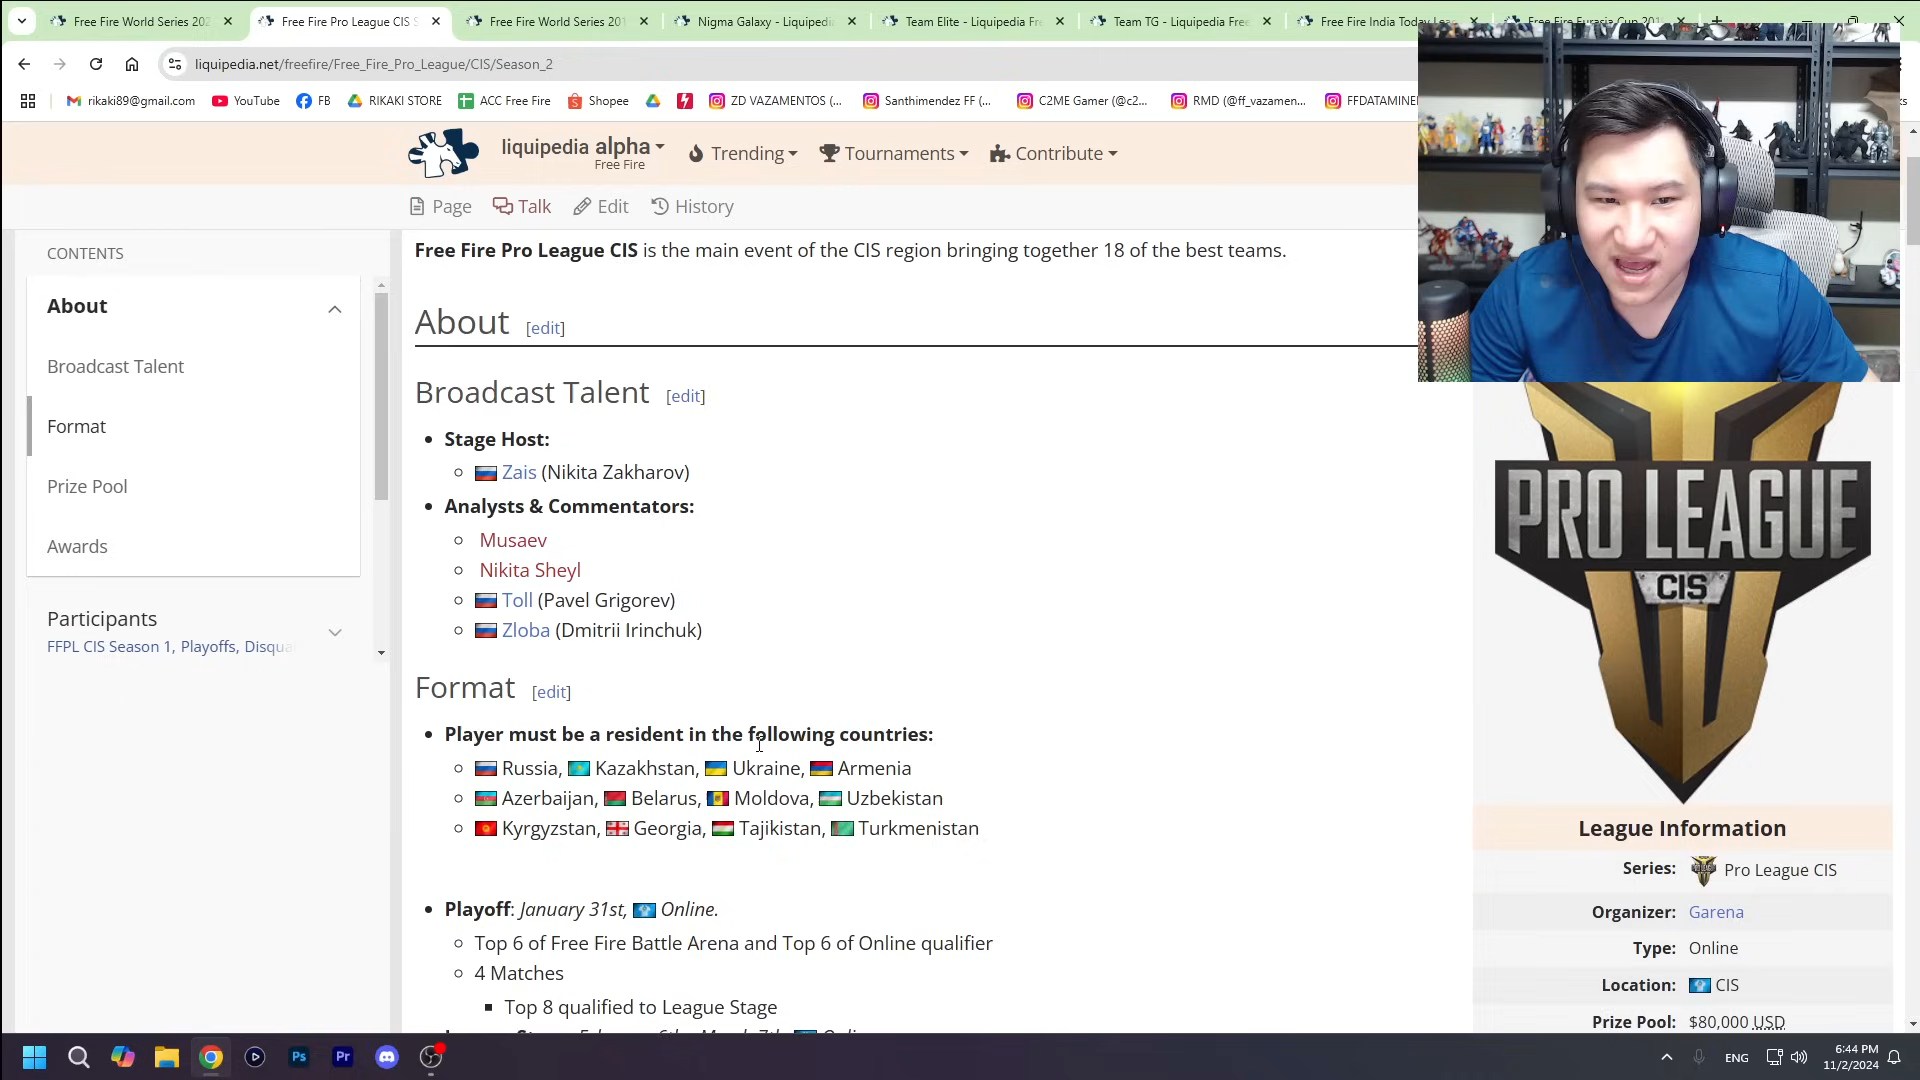 Free Fire World Series 202
Free Fire Pro League CIS S
Free Fire World Series 201
Nigma Galaxy - Liquipedia
Team Elite - Liquipedia Fre
Team TG - Liquipedia Free
Free Fire India Today Leag
Free Fire Eurasia Cup 201
liquipedia.net/freefire/Free_Fire_Pro_League/CIS/Season_2
rikaki89@gmail.com
YouTube
FB
RIKAKI STORE
ACC Free Fire
Shopee
ZD VAZAMENTOS (...
Santhimendez FF (...
C2ME Gamer (@c2...
RMD (@ff_vazamen...
FFDATAMINE
liquipedia alpha
Free Fire
Trending
Tournaments
Contribute
Page
Talk
Edit
History
CONTENTS
About
Broadcast Talent
Format
Prize Pool
Awards
Participants
FFPL CIS Season 1, Playoffs, Disqua
Free Fire Pro League CIS is the main event of the CIS region bringing together 18 of the best teams.
About [edit]
Broadcast Talent [edit]
Stage Host:
Zais (Nikita Zakharov)
Analysts & Commentators:
Musaev
Nikita Sheyl
Toll (Pavel Grigorev)
Zloba (Dmitrii Irinchuk)
Format [edit]
Player must be a resident in the following countries:
Russia, Kazakhstan, Ukraine, Armenia
Azerbaijan, Belarus, Moldova, Uzbekistan
Kyrgyzstan, Georgia, Tajikistan, Turkmenistan
Playoff: January 31st, Online.
Top 6 of Free Fire Battle Arena and Top 6 of Online qualifier
4 Matches
Top 8 qualified to League Stage
PRO LEAGUE
CIS
League Information
Series: Pro League CIS
Organizer: Garena
Type: Online
Location: CIS
Prize Pool: $80,000 USD
ENG
6:44 PM
11/2/2024